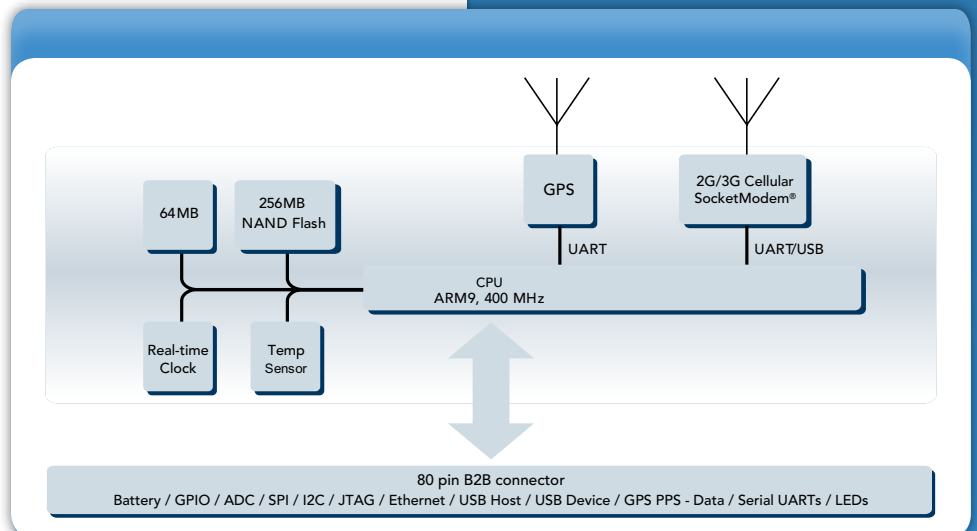 GPS
2G/3G Cellular
SocketModem®
64MB
256MB
NAND Flash
UART
UART/USB
CPU
ARM9, 400 MHz
Real-time
Clock
Temp
Sensor
80 pin B2B connector
Battery / GPIO / ADC / SPI / I2C / JTAG / Ethernet / USB Host / USB Device / GPS PPS - Data / Serial UARTs / LEDs